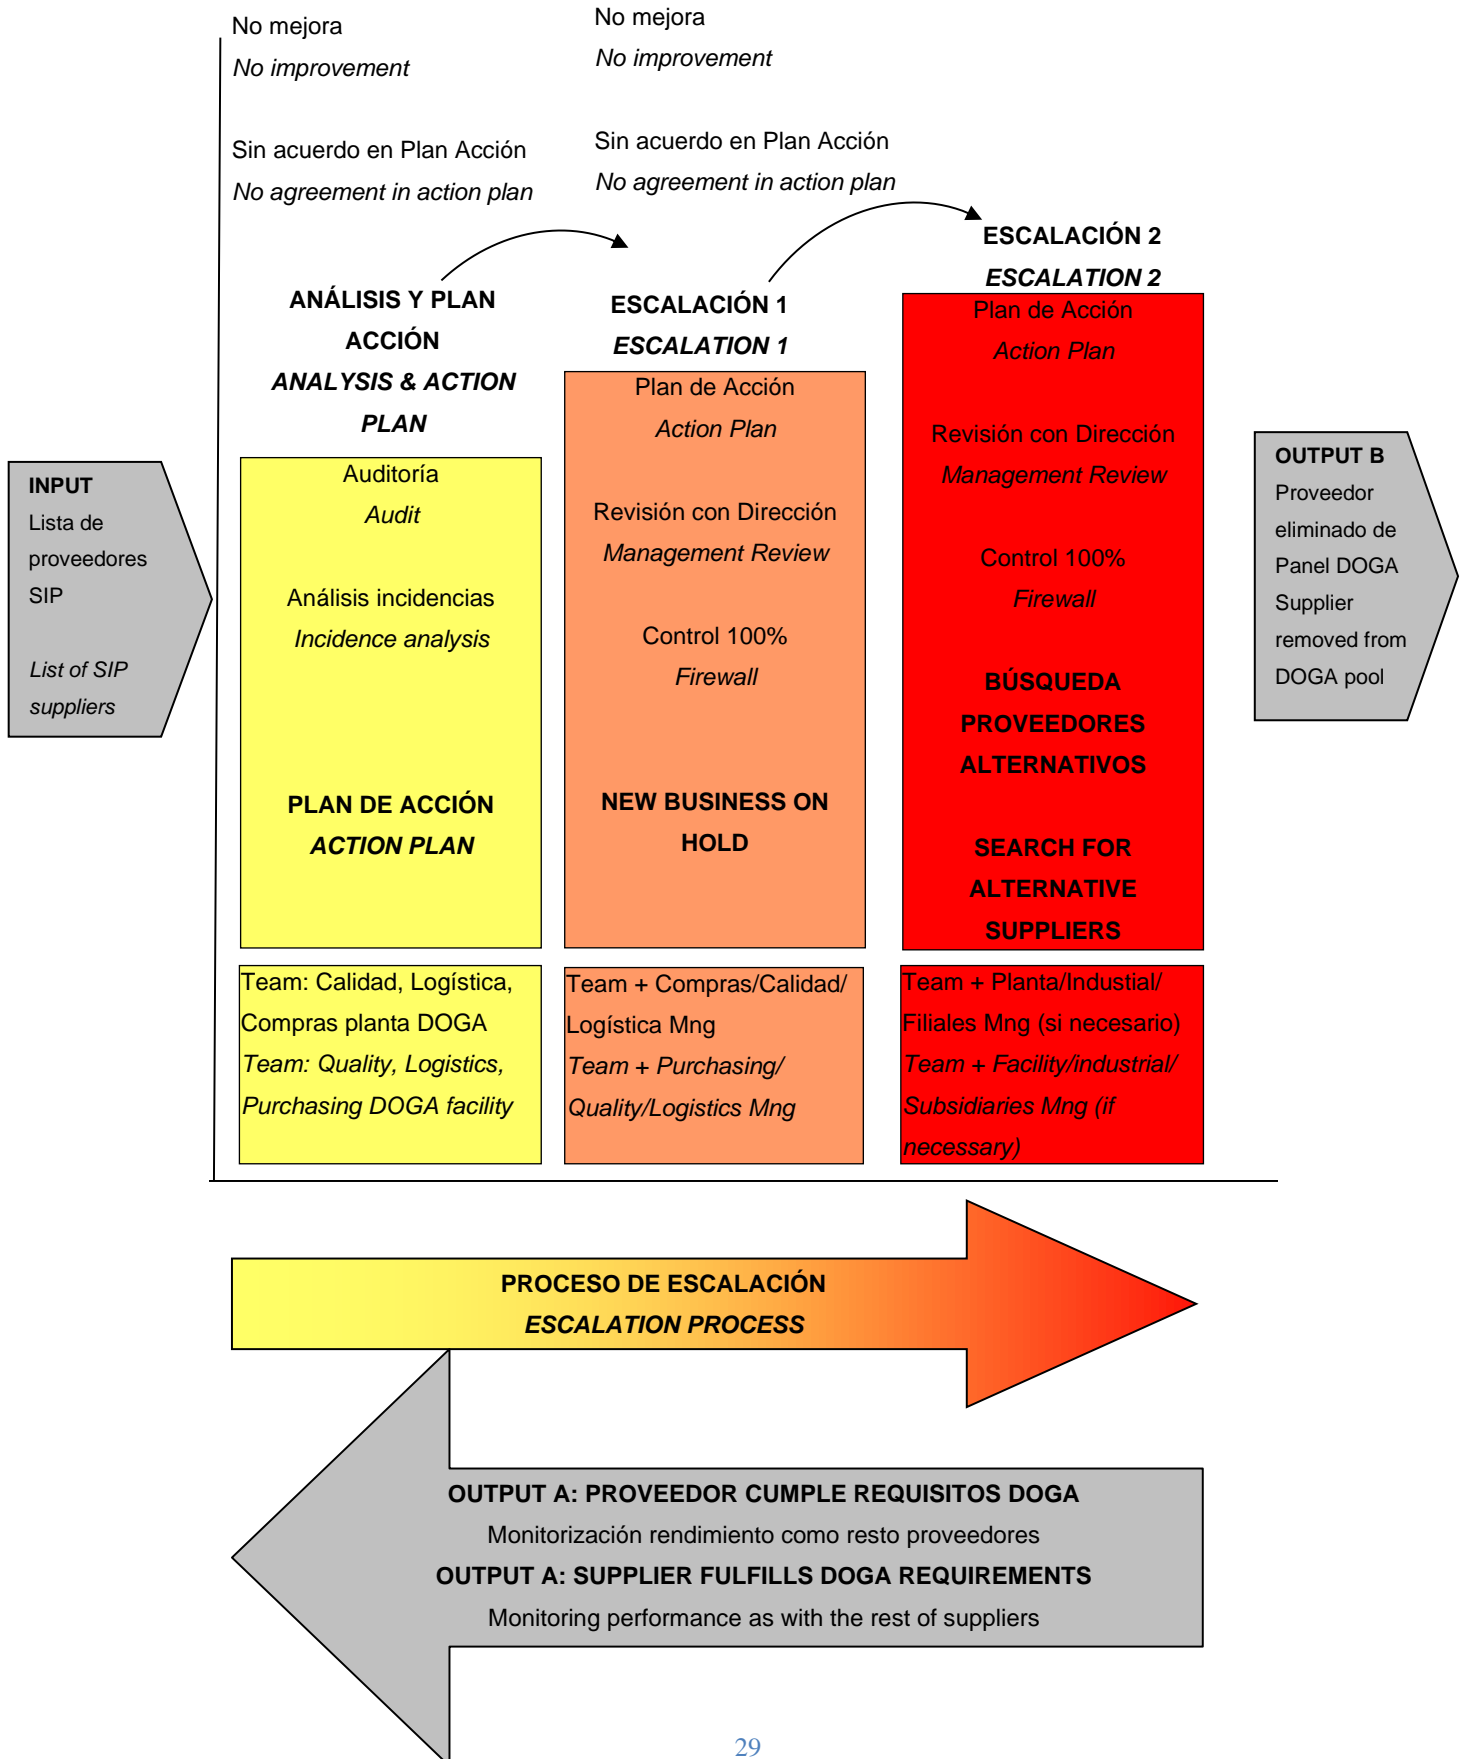 No mejora
No improvement
Sin acuerdo en Plan Acción
No agreement in action plan
No mejora
No improvement
Sin acuerdo en Plan Acción
No agreement in action plan
INPUT
Lista de
proveedores
SIP
List of SIP
suppliers
ANÁLISIS Y PLAN
ACCIÓN
ANALYSIS & ACTION
PLAN
Auditoría
Audit
Análisis incidencias
Incidence analysis
PLAN DE ACCIÓN
ACTION PLAN
Team: Calidad, Logística,
Compras planta DOGA
Team: Quality, Logistics,
Purchasing DOGA facility
ESCALACIÓN 1
ESCALATION 1
Plan de Acción
Action Plan
Revisión con Dirección
Management Review
Control 100%
Firewall
NEW BUSINESS ON
HOLD
Team + Compras/Calidad/
Logística Mng
Team + Purchasing/
Quality/Logistics Mng
ESCALACIÓN 2
ESCALATION 2
Plan de Acción
Action Plan
Revisión con Dirección
Management Review
Control 100%
Firewall
BÚSQUEDA
PROVEEDORES
ALTERNATIVOS
SEARCH FOR
ALTERNATIVE
SUPPLIERS
Team + Planta/Industial/
Filiales Mng (si necesario)
Team + Facility/industrial/
Subsidiaries Mng (if
necessary)
OUTPUT B
Proveedor
eliminado de
Panel DOGA
Supplier
removed from
DOGA pool
PROCESO DE ESCALACIÓN
ESCALATION PROCESS
OUTPUT A: PROVEEDOR CUMPLE REQUISITOS DOGA
Monitorización rendimiento como resto proveedores
OUTPUT A: SUPPLIER FULFILLS DOGA REQUIREMENTS
Monitoring performance as with the rest of suppliers
29